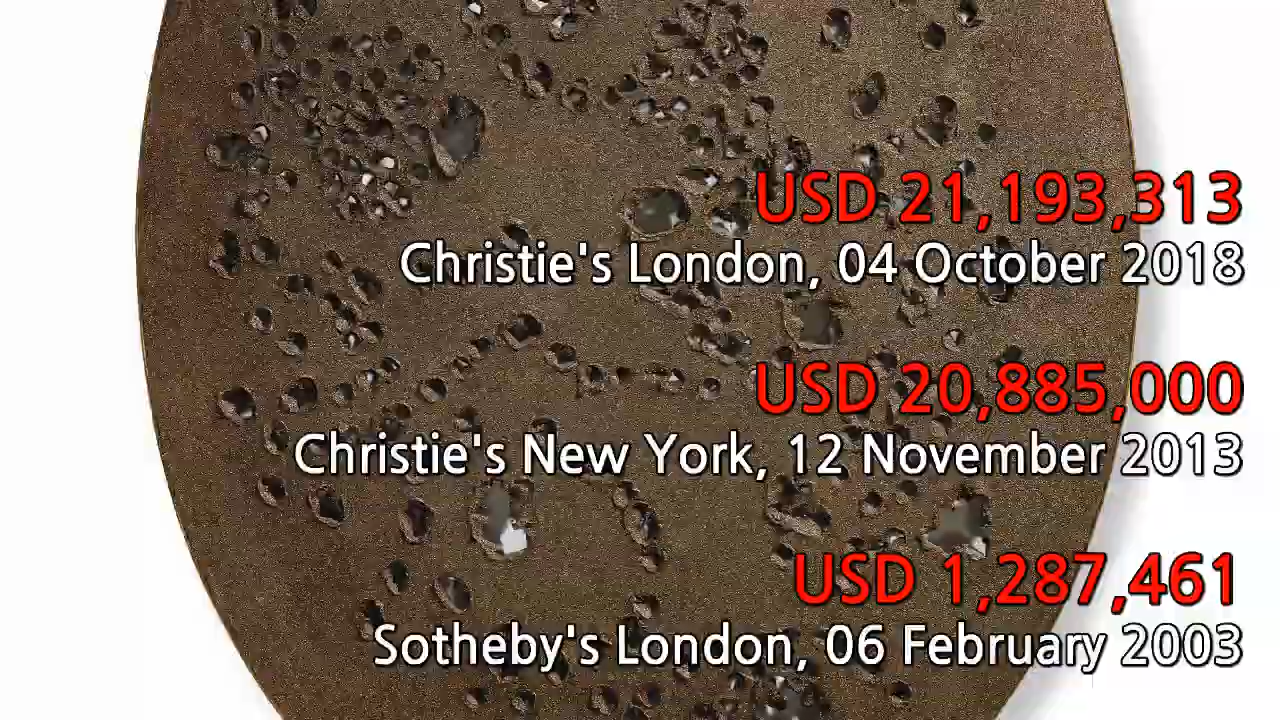 USD 21,193,313
Christie's London, 04 October 2018
USD 20,885,000
Christie's New York, 12 November 2013
USD 1,287,461
Sotheby's London, 06 February 2003